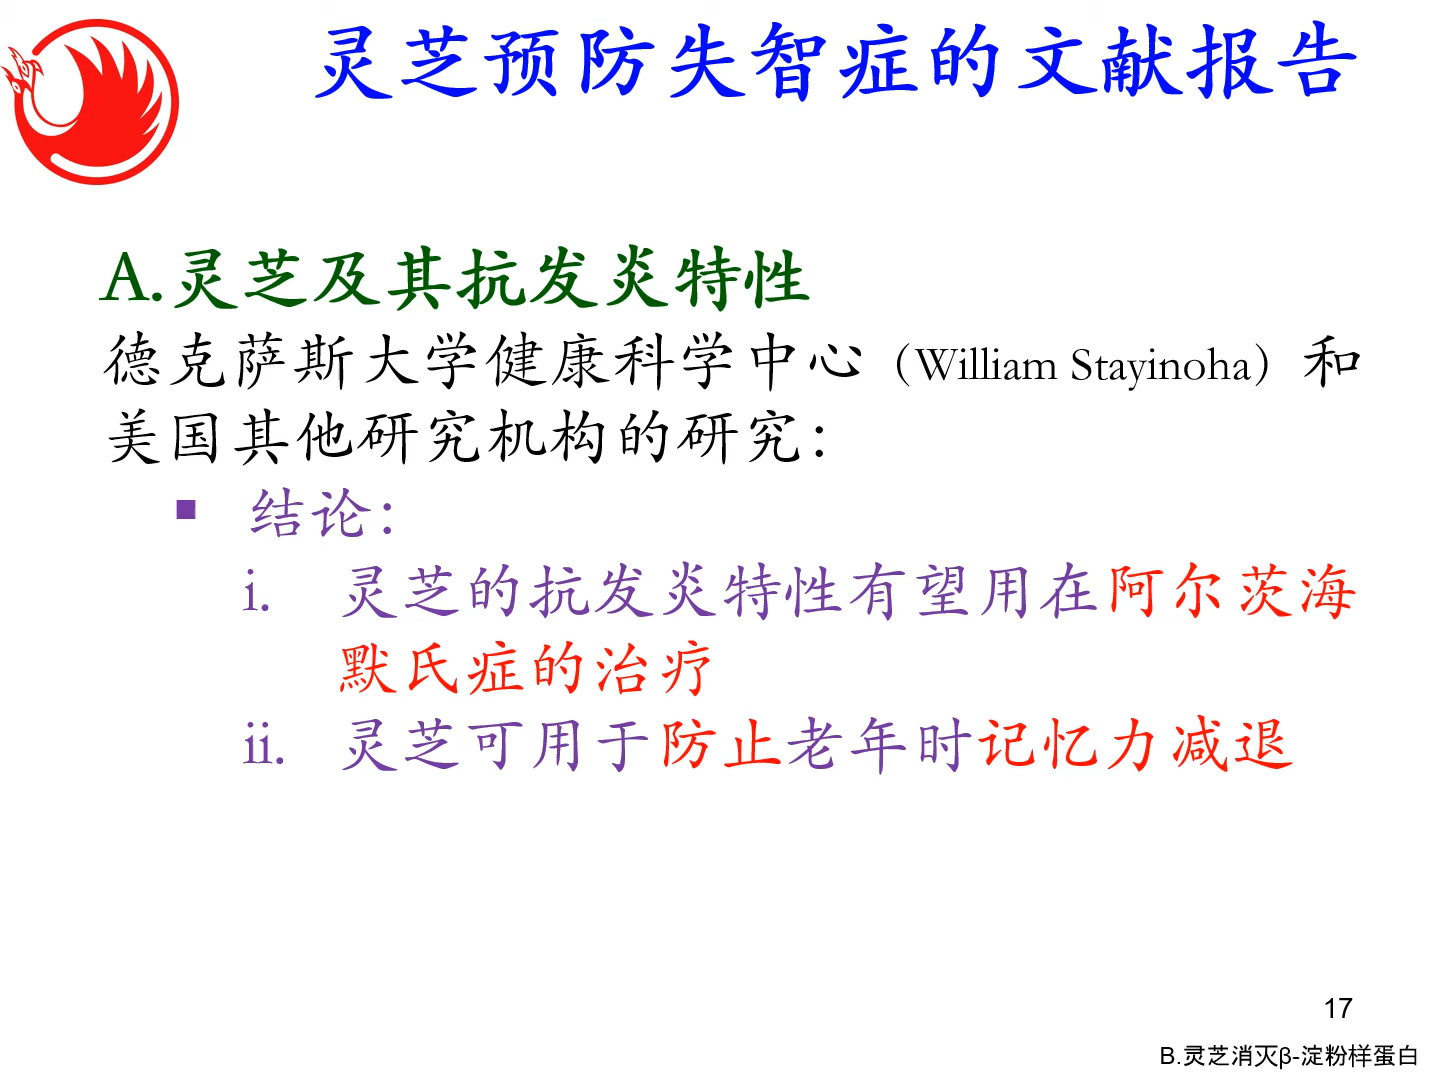 灵芝预防失智症的文献报告
A.灵芝及其抗发炎特性
德克萨斯大学健康科学中心（William Stayinoha）和
美国其他研究机构的研究：
▪ 结论：
i. 灵芝的抗发炎特性有望用在阿尔茨海
默氏症的治疗
ii. 灵芝可用于防止老年时记忆力减退
17
B.灵芝消灭β-淀粉样蛋白